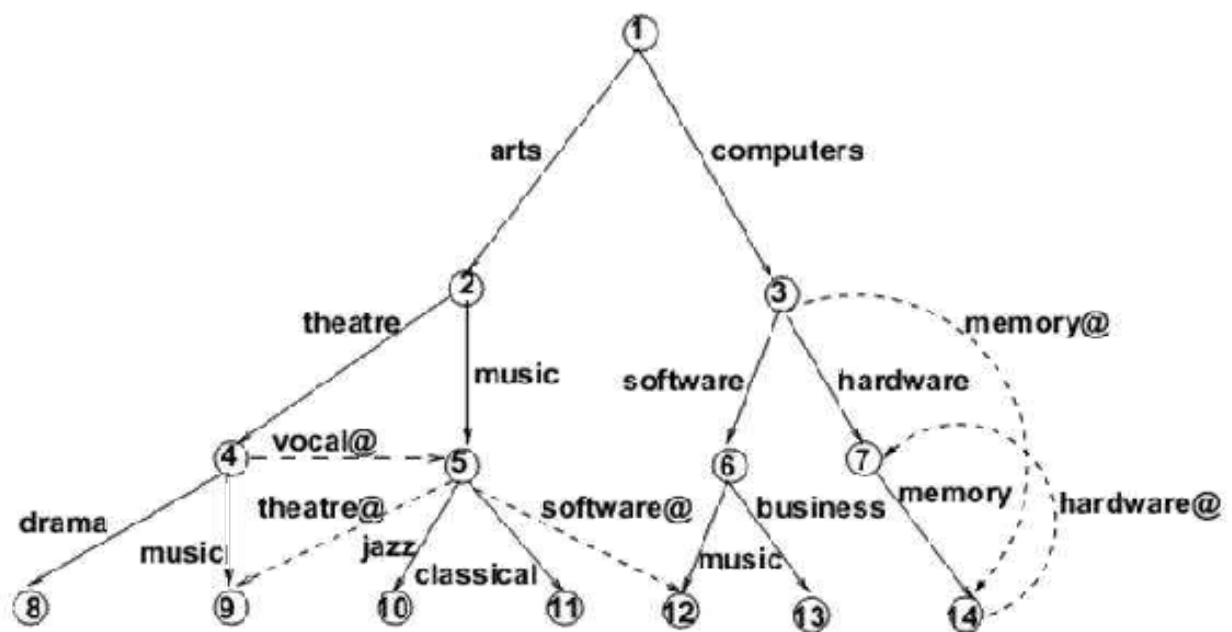 1
arts computers
2 3
theatre memory@
music software hardware
vocal@
4 5 6 7
drama theatre@ software@ business memory hardware@
music jazz music
classical
8 9 10 11 12 13 14